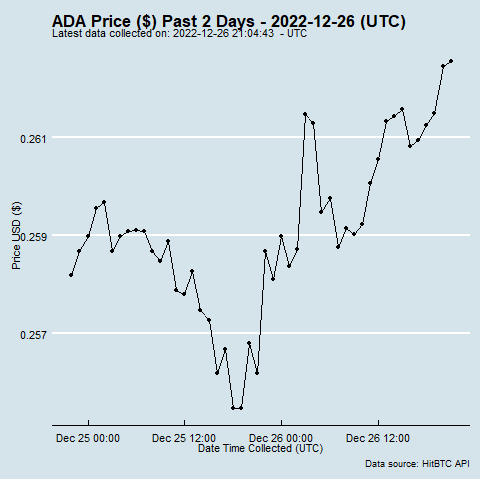 ADA Price ($) Past 2 Days - 2022-12-26 (UTC)
Latest data collected on: 2022-12-26 21:04:43 - UTC
0.261
0.259
0.257
Price USD ($)
Dec 25 00:00
Dec 25 12:00
Dec 26 00:00
Dec 26 12:00
Date Time Collected (UTC)
Data source: HitBTC API